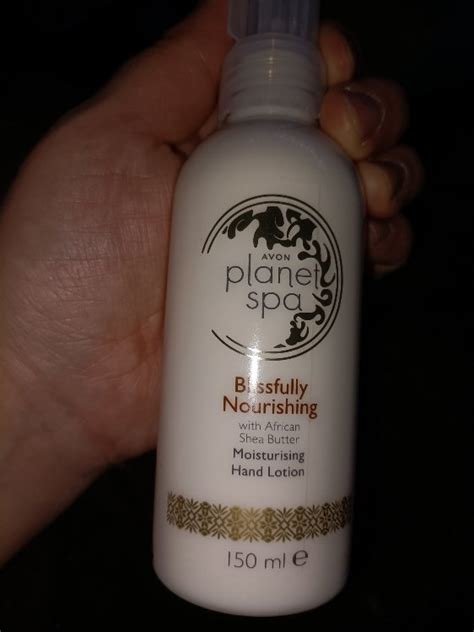 AVON
planet
spa
Blissfully
Nourishing
with African
Shea Butter
Moisturising
Hand Lotion
150 ml e